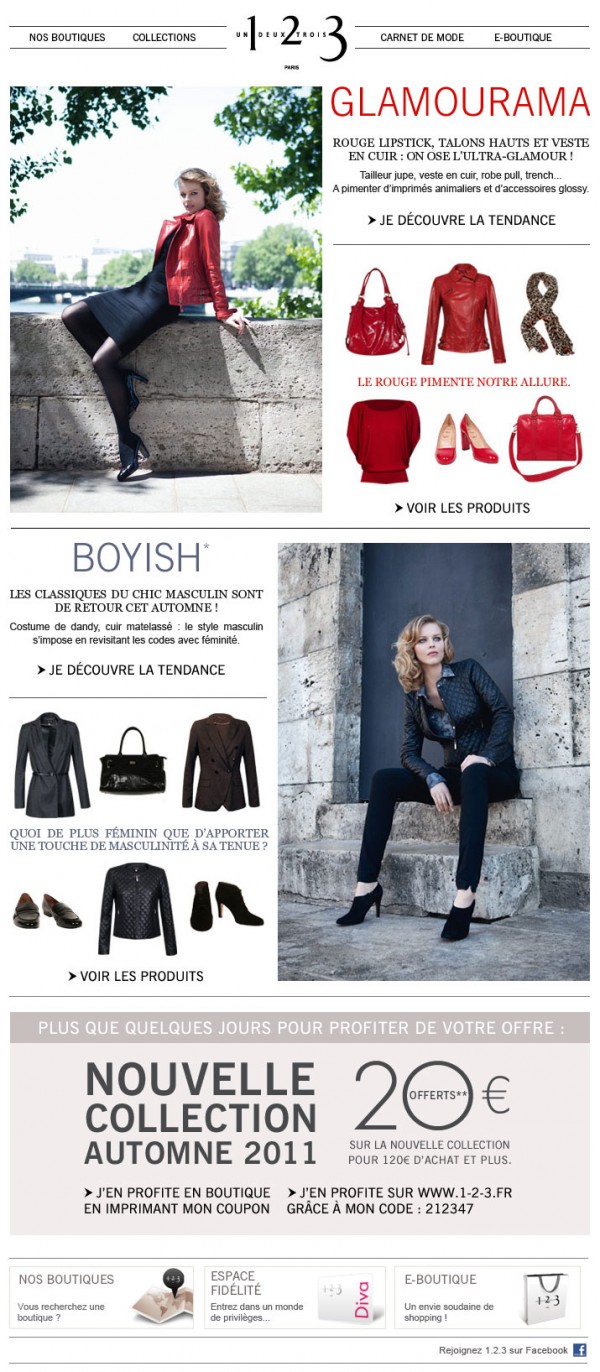 NOS BOUTIQUES
COLLECTIONS
1 2 3
UN DEUX TROIS
PARIS
CARNET DE MODE
E-BOUTIQUE
GLAMOURAMA
ROUGE LIPSTICK, TALONS HAUTS ET VESTE
EN CUIR : ON OSE L'ULTRA-GLAMOUR !
Tailleur jupe, veste en cuir, robe pull, trench...
A pimenter d'imprimés animaliers et d'accessoires glossy.
JE DÉCOUVRE LA TENDANCE
LE ROUGE PIMENTE NOTRE ALLURE.
VOIR LES PRODUITS
BOYISH*
LES CLASSIQUES DU CHIC MASCULIN SONT
DE RETOUR CET AUTOMNE !
Costume de dandy, cuir matelassé : le style masculin
s'impose en revisitant les codes avec féminité.
JE DÉCOUVRE LA TENDANCE
QUOI DE PLUS FÉMININ QUE D'APPORTER
UNE TOUCHE DE MASCULINITÉ À SA TENUE ?
VOIR LES PRODUITS
PLUS QUE QUELQUES JOURS POUR PROFITER DE VOTRE OFFRE :
NOUVELLE
COLLECTION
AUTOMNE 2011
20€
OFFERTS**
SUR LA NOUVELLE COLLECTION
POUR 120€ D'ACHAT ET PLUS.
J'EN PROFITE EN BOUTIQUE
EN IMPRIMANT MON COUPON
J'EN PROFITE SUR WWW.1-2-3.FR
GRÂCE À MON CODE : 212347
NOS BOUTIQUES
Vous recherchez une
boutique ?
1 2 3
ESPACE
FIDÉLITÉ
Entrez dans un monde
de privilèges...
Diva
E-BOUTIQUE
Un envie soudaine de
shopping !
1 2 3
Rejoignez 1.2.3 sur Facebook
f